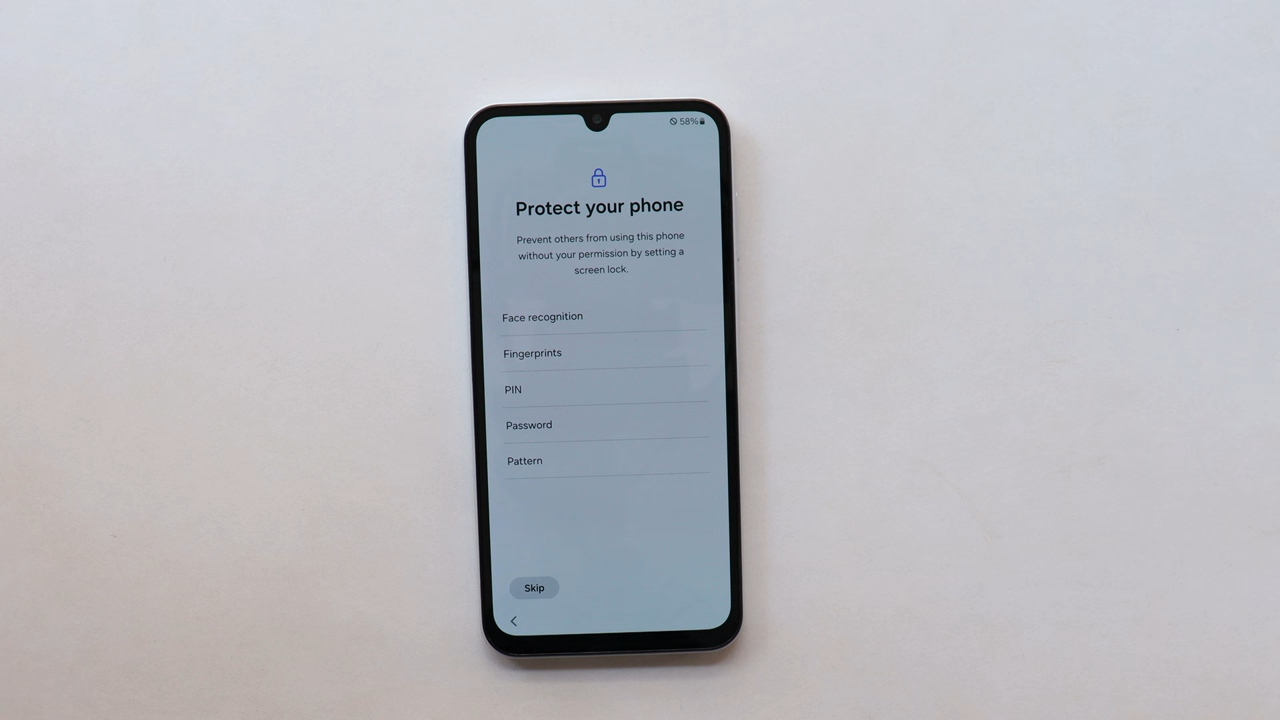 58%
Protect your phone
Prevent others from using this phone
without your permission by setting a
screen lock.
Face recognition
Fingerprints
PIN
Password
Pattern
Skip